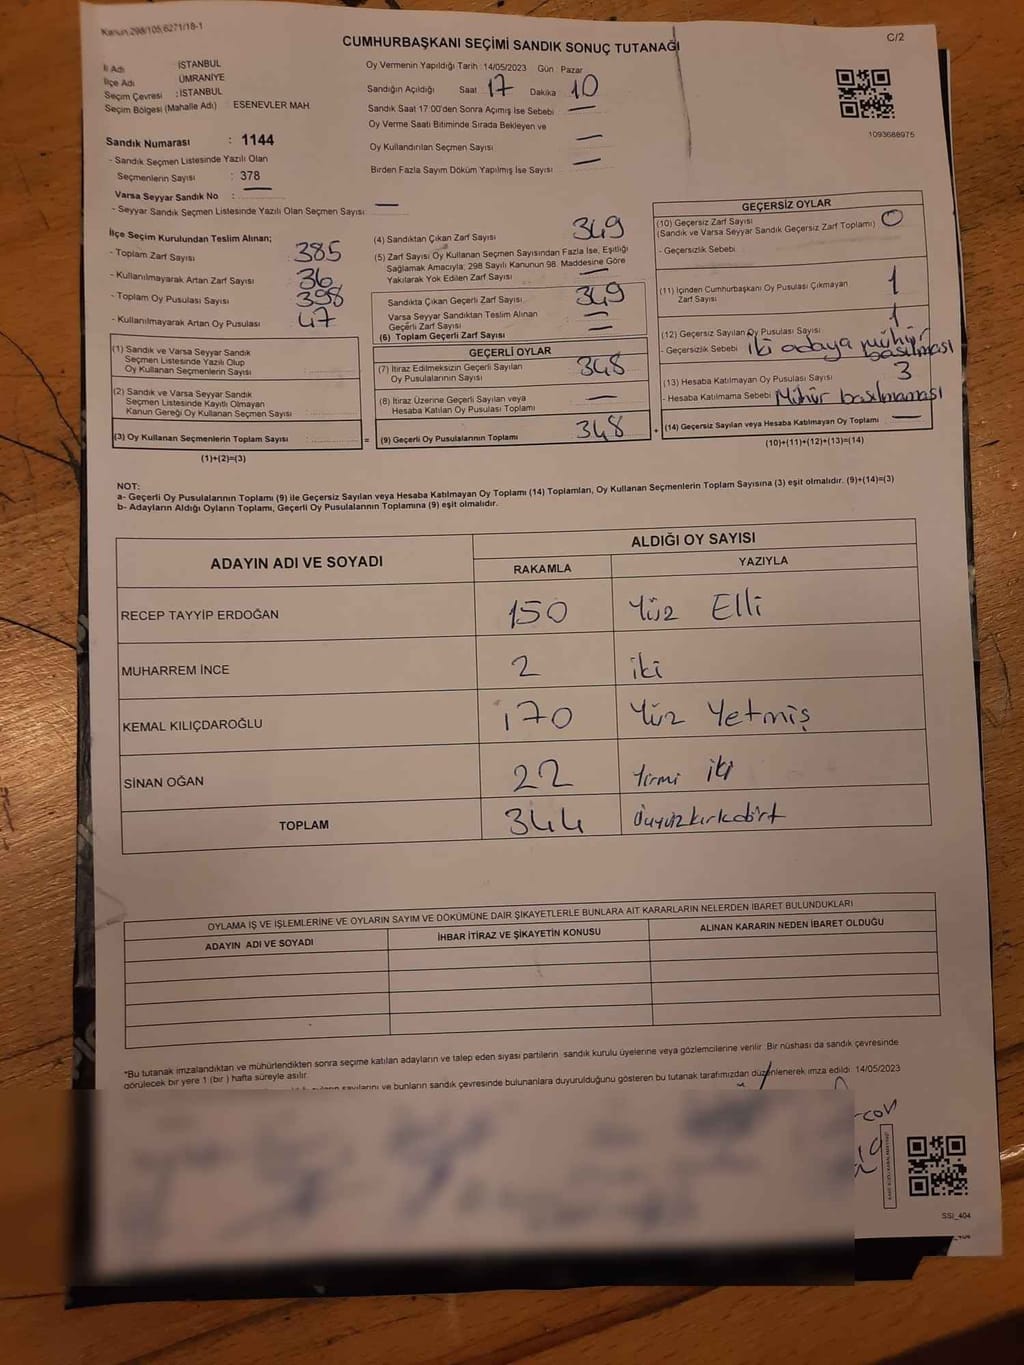 Kanun,298/105,6271/18-1
C/2
CUMHURBAŞKANI SEÇİMİ SANDIK SONUÇ TUTANAĞI
İl Adı : İSTANBUL
İlçe Adı : ÜMRANİYE
Seçim Çevresi : İSTANBUL
Seçim Bölgesi (Mahalle Adı) : ESENEVLER MAH
Sandık Numarası : 1144
- Sandık Seçmen Listesinde Yazılı Olan
Seçmenlerin Sayısı : 378
Varsa Seyyar Sandık No :
- Seyyar Sandık Seçmen Listesinde Yazılı Olan Seçmen Sayısı
Oy Vermenin Yapıldığı Tarih :14/05/2023 Gün : Pazar
Sandığın Açıldığı Saat 17 Dakika 10
Sandık Saat 17:00'den Sonra Açımış İse Sebebi
Oy Verme Saati Bitiminde Sırada Bekleyen ve
Oy Kullandırılan Seçmen Sayısı
Birden Fazla Sayım Döküm Yapılmış İse Sayısı
1093688975
İlçe Seçim Kurulundan Teslim Alınan;
- Toplam Zarf Sayısı : 385
- Kullanılmayarak Artan Zarf Sayısı : 36
- Toplam Oy Pusulası Sayısı : 398
- Kullanılmayarak Artan Oy Pusulası : 47
(1) Sandık ve Varsa Seyyar Sandık
Seçmen Listesinde Yazılı Olup
Oy Kullanan Seçmenlerin Sayısı :
(2) Sandık ve Varsa Seyyar Sandık
Seçmen Listesinde Kayıtlı Olmayan
Kanun Gereği Oy Kullanan Seçmen Sayısı :
(3) Oy Kullanan Seçmenlerin Toplam Sayısı : =
(1)+(2)=(3)
(4) Sandıktan Çıkan Zarf Sayısı 349
(5) Zarf Sayısı Oy Kullanan Seçmen Sayısından Fazla İse, Eşitliği
Sağlamak Amacıyla; 298 Sayılı Kanunun 98. Maddesine Göre
Yakılarak Yok Edilen Zarf Sayısı
Sandıkta Çıkan Geçerli Zarf Sayısı 349
Varsa Seyyar Sandıktan Teslim Alınan
Geçerli Zarf Sayısı
(6) Toplam Geçerli Zarf Sayısı
GEÇERLİ OYLAR
(7) İtiraz Edilmeksizin Geçerli Sayılan
Oy Pusulalarının Sayısı 348
(8) İtiraz Üzerine Geçerli Sayılan veya
Hesaba Katılan Oy Pusulası Toplamı
(9) Geçerli Oy Pusulalarının Toplamı 348 +
GEÇERSİZ OYLAR
(10) Geçersiz Zarf Sayısı
(Sandık ve Varsa Seyyar Sandık Geçersiz Zarf Toplamı) 0
- Geçersizlik Sebebi
(11) İçinden Cumhurbaşkanı Oy Pusulası Çıkmayan
Zarf Sayısı 1
(12) Geçersiz Sayılan Oy Pusulası Sayısı 1
- Geçersizlik Sebebi iki adaya mühür
basılması
(13) Hesaba Katılmayan Oy Pusulası Sayısı 3
- Hesaba Katılmama Sebebi Mühür basılmaması
(14) Geçersiz Sayılan veya Hesaba Katılmayan Oy Toplamı
(10)+(11)+(12)+(13)=(14)
NOT:
a- Geçerli Oy Pusulalarının Toplamı (9) ile Geçersiz Sayılan veya Hesaba Katılmayan Oy Toplamı (14) Toplamları, Oy Kullanan Seçmenlerin Toplam Sayısına (3) eşit olmalıdır. (9)+(14)=(3)
b- Adayların Aldığı Oyların Toplamı, Geçerli Oy Pusulalarının Toplamına (9) eşit olmalıdır.
ADAYIN ADI VE SOYADI
ALDIĞI OY SAYISI
RAKAMLA YAZIYLA
RECEP TAYYİP ERDOĞAN 150 Yüz Elli
MUHARREM İNCE 2 iki
KEMAL KILIÇDAROĞLU 170 Yüz Yetmiş
SİNAN OĞAN 22 Yirmi iki
TOPLAM 344 üçyüzkırkdört
OYLAMA İŞ VE İŞLEMLERİNE VE OYLARIN SAYIM VE DÖKÜMÜNE DAİR ŞİKAYETLERLE BUNLARA AİT KARARLARIN NELERDEN İBARET BULUNDUKLARI
ADAYIN ADI VE SOYADI İHBAR İTİRAZ VE ŞİKAYETİN KONUSU ALINAN KARARIN NEDEN İBARET OLDUĞU
*Bu tutanak imzalandıktan ve mühürlendikten sonra seçime katılan adayların ve talep eden siyasi partilerin sandık kurulu üyelerine veya gözlemcilerine verilir. Bir nüshası da sandık çevresinde
görülecek bir yere 1 (bir ) hafta süreyle asılır.
sayılarını ve bunların sandık çevresinde bulunanlara duyurulduğunu gösteren bu tutanak tarafımızdan düzenlenerek imza edildi. 14/05/2023
SSI_404